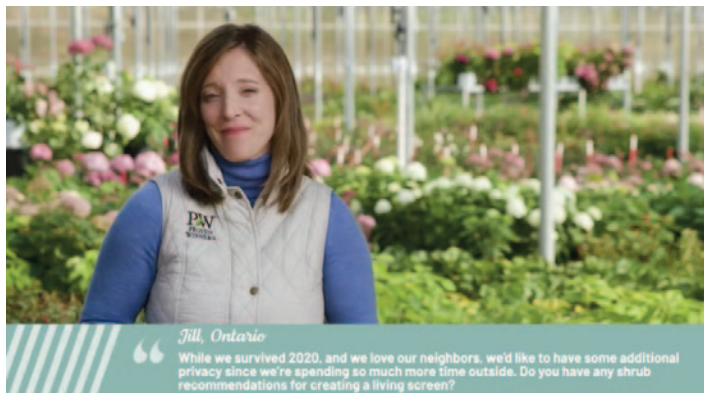 PW
PROVEN
WINNERS
Jill, Ontario
While we survived 2020, and we love our neighbors, we'd like to have some additional
privacy since we're spending so much more time outside. Do you have any shrub
recommendations for creating a living screen?